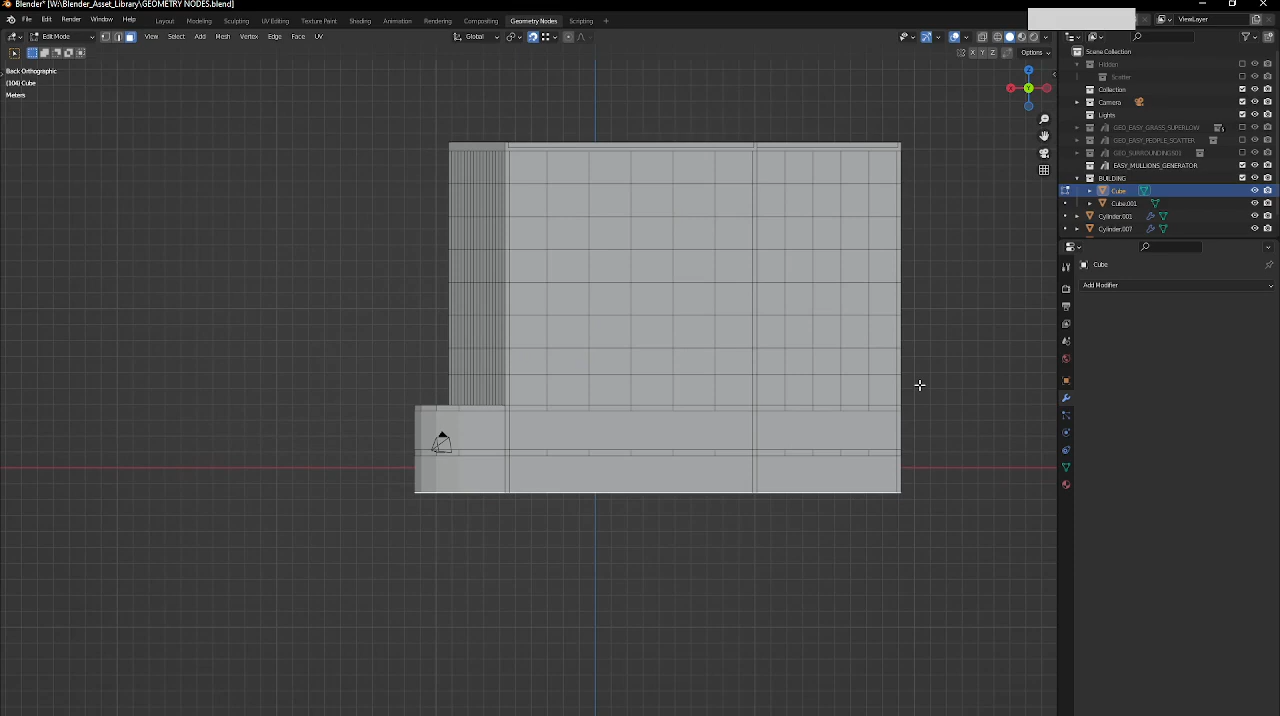 Blender* [W:\Blender_Asset_Library\GEOMETRY NODES.blend]
File Edit Render Window Help Layout Modeling Sculpting UV Editing Texture Paint Shading Animation Rendering Compositing Geometry Nodes Scripting + ViewLayer
Edit Mode View Select Add Mesh Vertex Edge Face UV Global
X Y Z Options
Back Orthographic
(104) Cube
Meters
Z
X Y
Scene Collection
Hidden
Scatter
Collection
Camera
Lights
GEO_EASY_GRASS_SUPERLOW
GEO_EASY_PEOPLE_SCATTER
EASY_MULLIONS_GENERATOR
BUILDING
Cube
Cube.001
Cylinder.001
Cylinder.007
Cube
Add Modifier